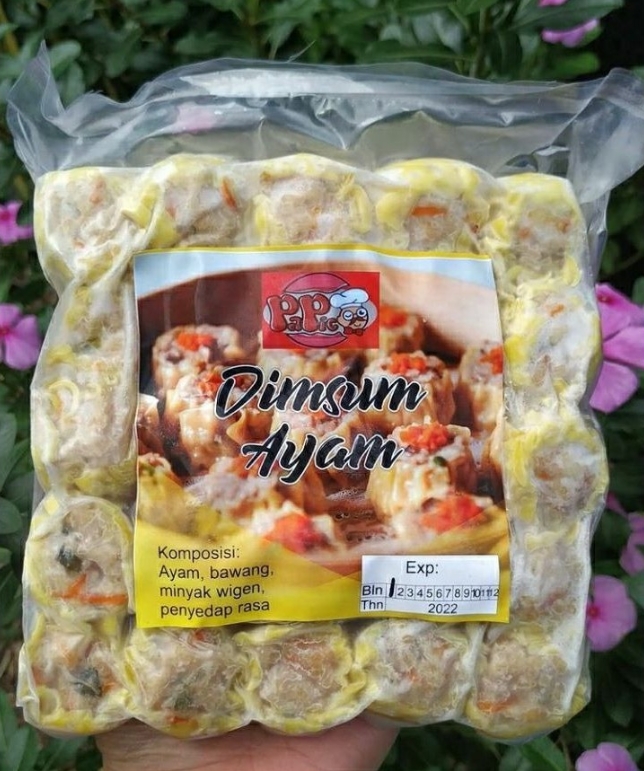 PaPic
Dimsum
Ayam
Komposisi:
Ayam, bawang,
minyak wigen,
penyedap rasa
Exp:
Bln 1 2 3 4 5 6 7 8 9 10 11 12
Thn 2022